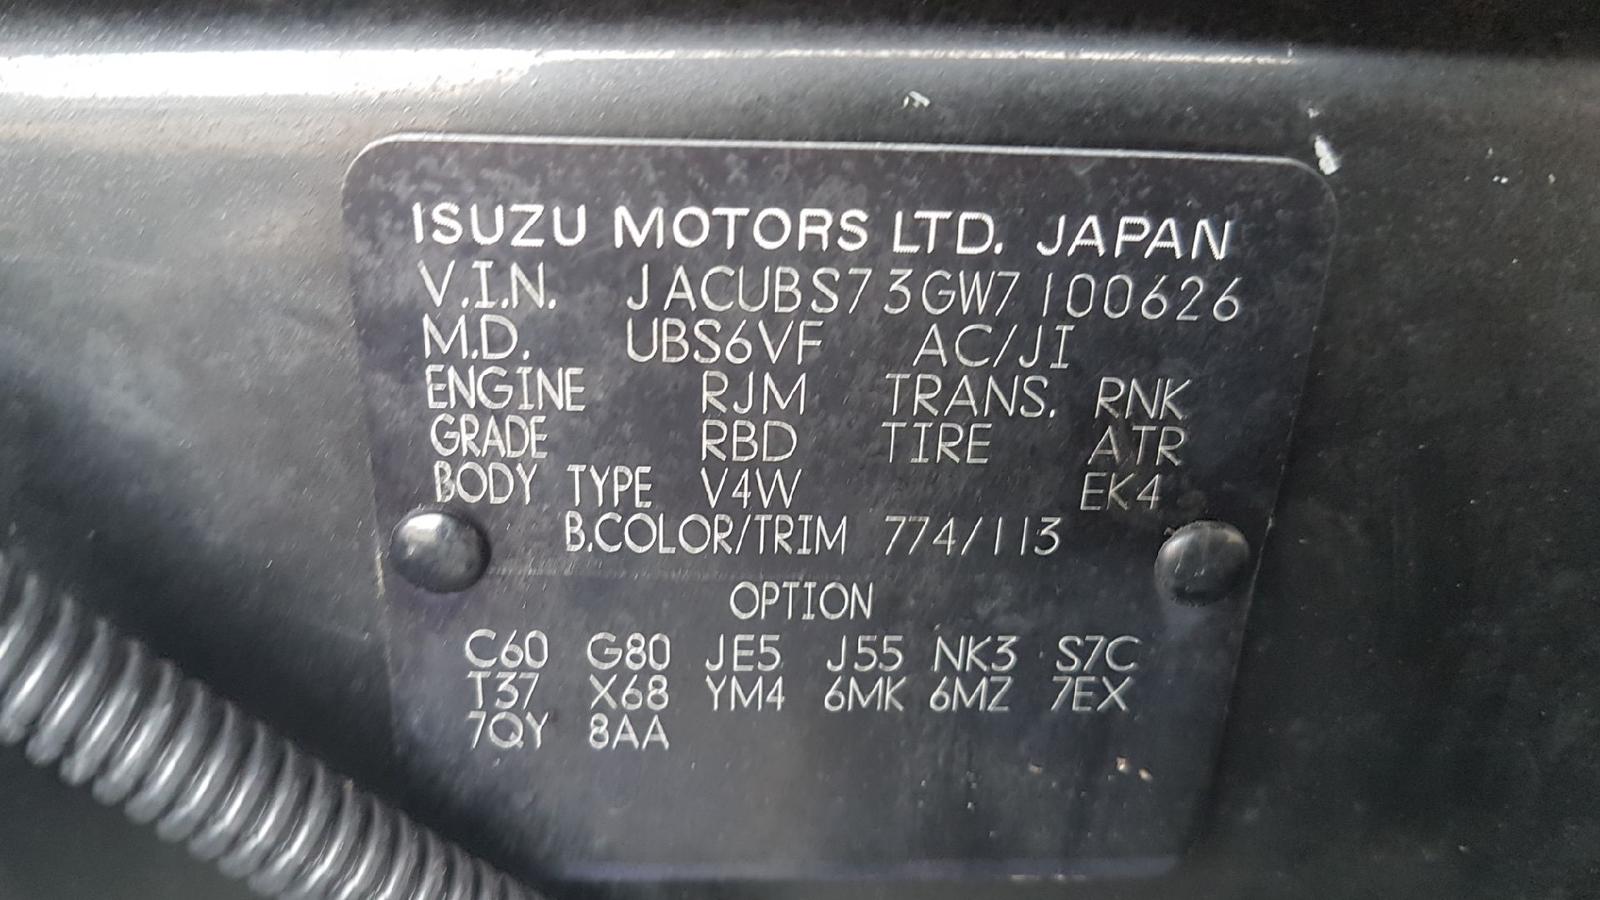 ISUZU MOTORS LTD. JAPAN
V.I.N. JACUBS73GW7100626
M.D. UBS6VF AC/JI
ENGINE RJM TRANS. RNK
GRADE RBD TIRE ATR
BODY TYPE V4W EK4
B.COLOR/TRIM 774/113
OPTION
C60 G80 JE5 J55 NK3 S7C
T37 X68 YM4 6MK 6MZ 7EX
7QY 8AA